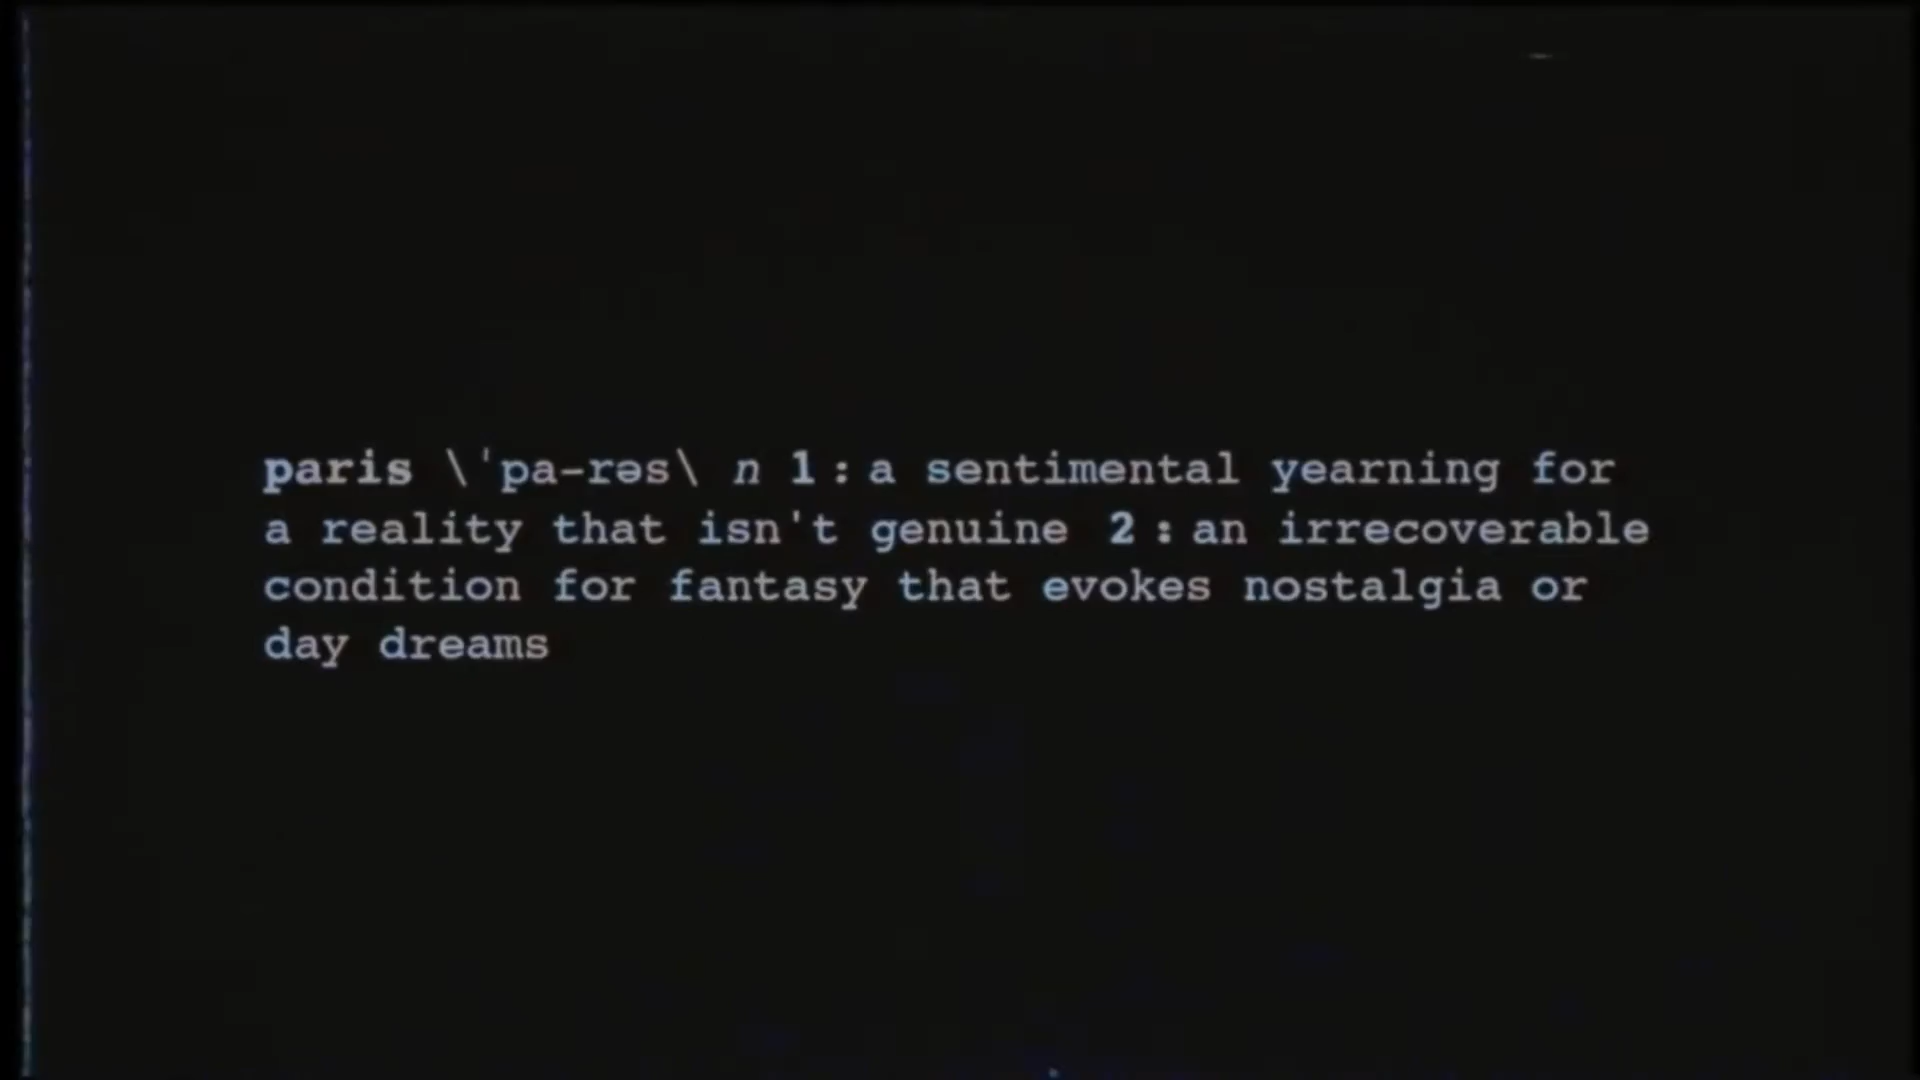 paris \ˈpa-rəs\ n 1 : a sentimental yearning for
a reality that isn't genuine 2 : an irrecoverable
condition for fantasy that evokes nostalgia or
day dreams